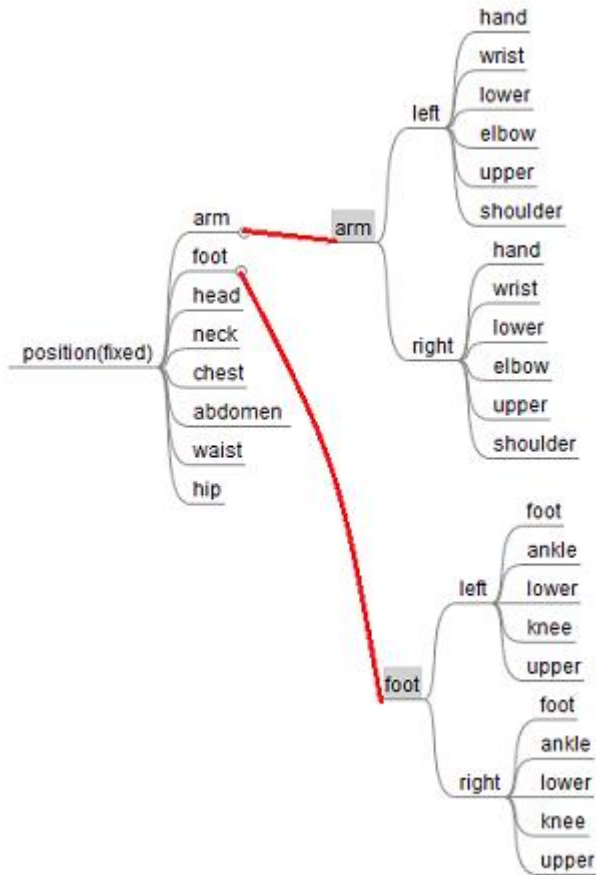 position(fixed)
arm
foot
head
neck
chest
abdomen
waist
hip
arm
left
hand
wrist
lower
elbow
upper
shoulder
right
hand
wrist
lower
elbow
upper
shoulder
foot
left
foot
ankle
lower
knee
upper
right
foot
ankle
lower
knee
upper